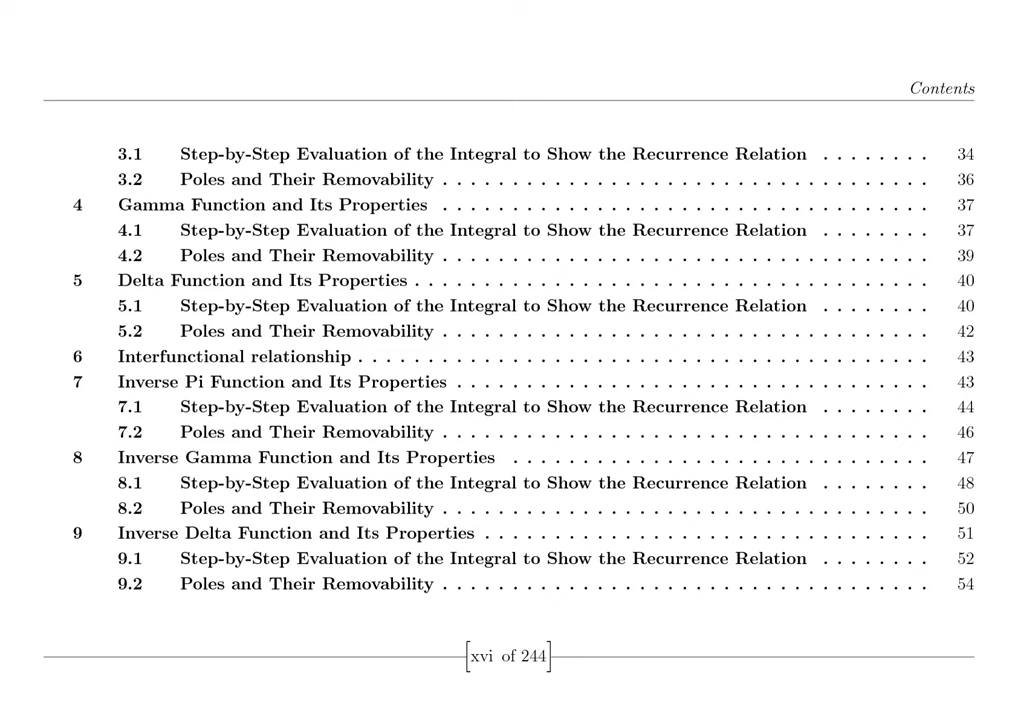 Contents
3.1 Step-by-Step Evaluation of the Integral to Show the Recurrence Relation . . . . . . . . 34
3.2 Poles and Their Removability . . . . . . . . . . . . . . . . . . . . . . . . . . . . . . . . . . . 36
4 Gamma Function and Its Properties . . . . . . . . . . . . . . . . . . . . . . . . . . . . . . . . . . . 37
4.1 Step-by-Step Evaluation of the Integral to Show the Recurrence Relation . . . . . . . . 37
4.2 Poles and Their Removability . . . . . . . . . . . . . . . . . . . . . . . . . . . . . . . . . . . 39
5 Delta Function and Its Properties . . . . . . . . . . . . . . . . . . . . . . . . . . . . . . . . . . . . . 40
5.1 Step-by-Step Evaluation of the Integral to Show the Recurrence Relation . . . . . . . . 40
5.2 Poles and Their Removability . . . . . . . . . . . . . . . . . . . . . . . . . . . . . . . . . . . 42
6 Interfunctional relationship . . . . . . . . . . . . . . . . . . . . . . . . . . . . . . . . . . . . . . . . . 43
7 Inverse Pi Function and Its Properties . . . . . . . . . . . . . . . . . . . . . . . . . . . . . . . . . . 43
7.1 Step-by-Step Evaluation of the Integral to Show the Recurrence Relation . . . . . . . . 44
7.2 Poles and Their Removability . . . . . . . . . . . . . . . . . . . . . . . . . . . . . . . . . . . 46
8 Inverse Gamma Function and Its Properties . . . . . . . . . . . . . . . . . . . . . . . . . . . . . . 47
8.1 Step-by-Step Evaluation of the Integral to Show the Recurrence Relation . . . . . . . . 48
8.2 Poles and Their Removability . . . . . . . . . . . . . . . . . . . . . . . . . . . . . . . . . . . 50
9 Inverse Delta Function and Its Properties . . . . . . . . . . . . . . . . . . . . . . . . . . . . . . . . 51
9.1 Step-by-Step Evaluation of the Integral to Show the Recurrence Relation . . . . . . . . 52
9.2 Poles and Their Removability . . . . . . . . . . . . . . . . . . . . . . . . . . . . . . . . . . . 54
[xvi of 244]